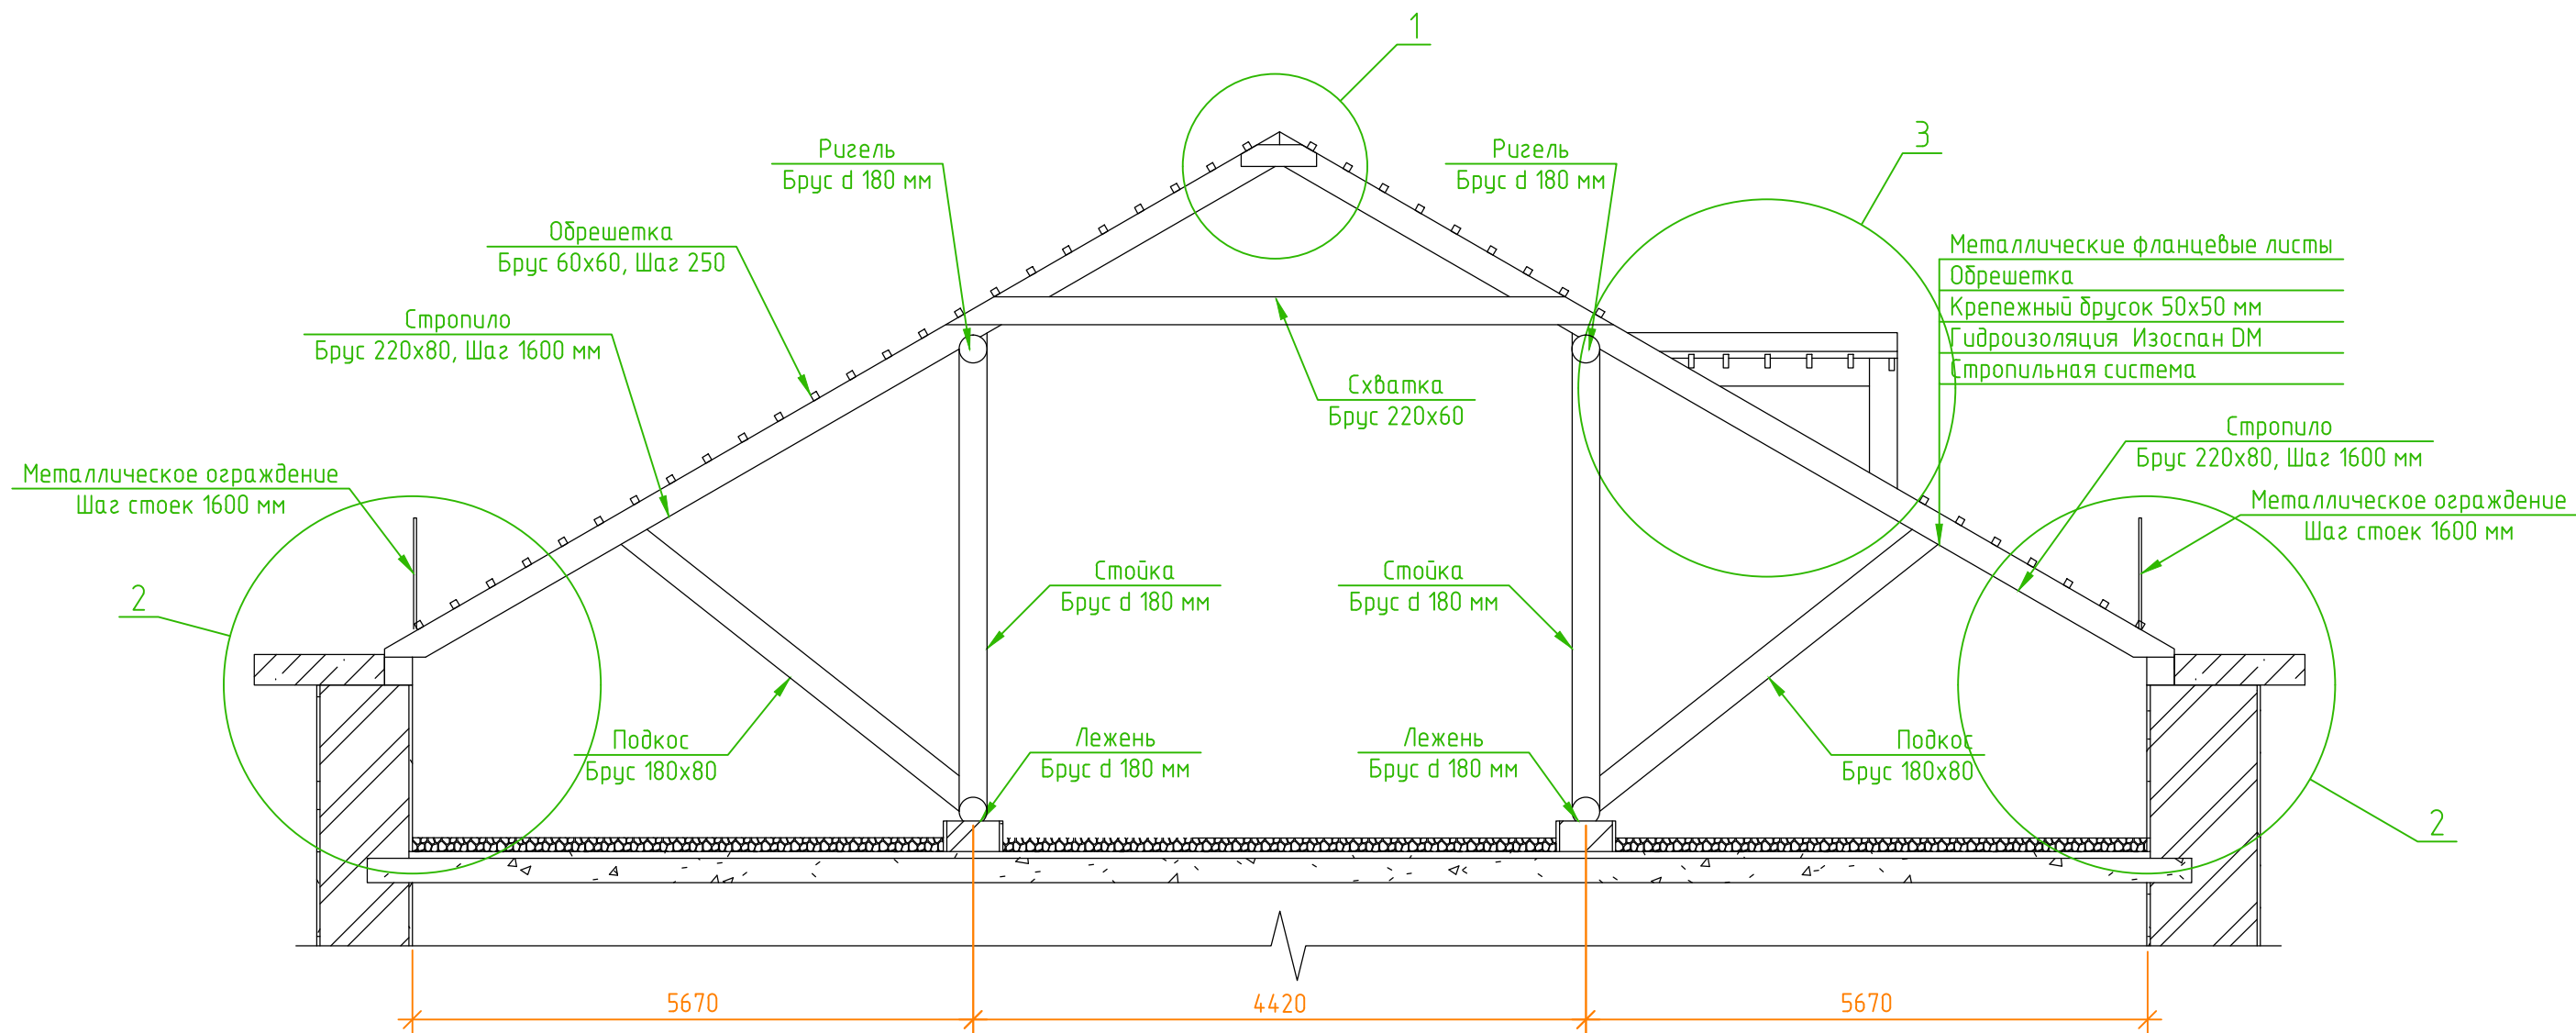 1
3
Ригель
Брус d 180 мм
Ригель
Брус d 180 мм
Обрешетка
Брус 60х60, Шаг 250
Металлические фланцевые листы
Обрешетка
Крепежный брусок 50х50 мм
Гидроизоляция Изоспан DM
Стропильная система
Стропило
Брус 220х80, Шаг 1600 мм
Схватка
Брус 220х60
Стропило
Брус 220х80, Шаг 1600 мм
Металлическое ограждение
Шаг стоек 1600 мм
Металлическое ограждение
Шаг стоек 1600 мм
2
Стойка
Брус d 180 мм
Стойка
Брус d 180 мм
Подкос
Брус 180х80
Лежень
Брус d 180 мм
Лежень
Брус d 180 мм
Подкос
Брус 180х80
2
5670
4420
5670